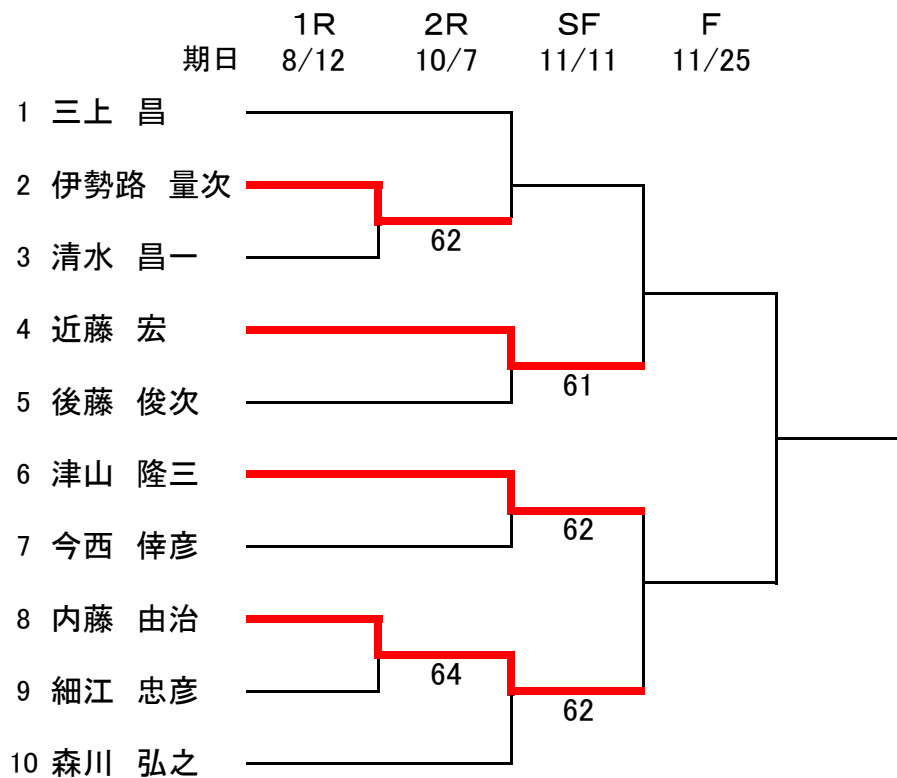 1R 2R SF F
期日 8/12 10/7 11/11 11/25
1 三上 昌
2 伊勢路 量次
62
3 清水 昌一
4 近藤 宏
61
5 後藤 俊次
6 津山 隆三
62
7 今西 倖彦
8 内藤 由治
64
9 細江 忠彦
62
10 森川 弘之